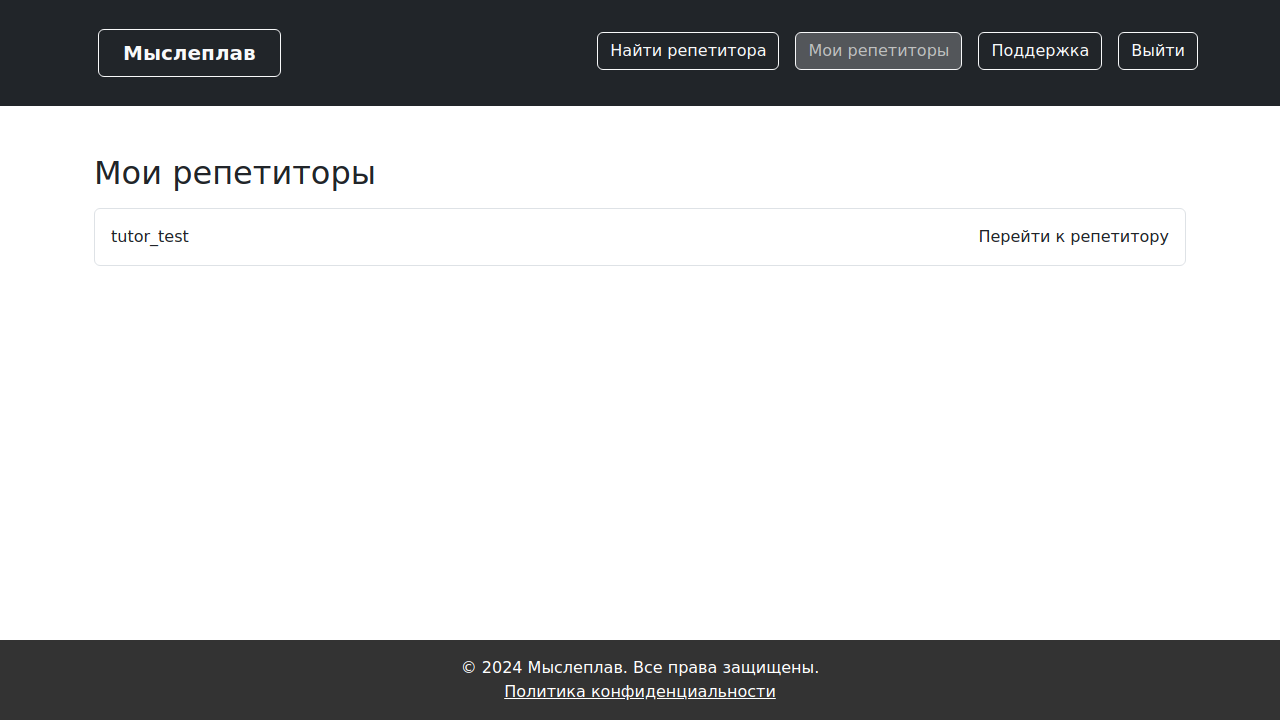 Мыслеплав
Найти репетитора
Мои репетиторы
Поддержка
Выйти
Мои репетиторы
tutor_test
Перейти к репетитору
© 2024 Мыслеплав. Все права защищены.
Политика конфиденциальности